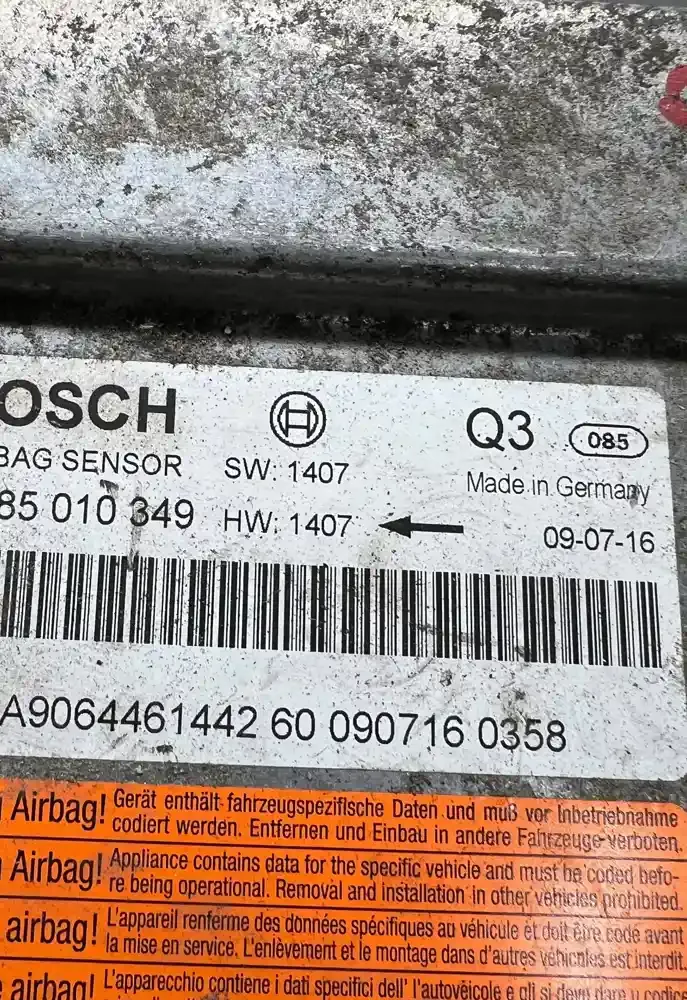 OSCH
Q3
085
BAG SENSOR
SW: 1407
Made in Germany
85 010 349
HW: 1407
09-07-16
A9064461442 60 090716 0358
Airbag! Gerät enthält fahrzeugspezifische Daten und muß vor Inbetriebnahme
codiert werden. Entfernen und Einbau in andere Fahrzeuge verboten.
Airbag! Appliance contains data for the specific vehicle and must be coded befo-
re being operational. Removal and installation in other vehicles prohibited.
airbag! L'appareil renferme des données spécifiques au véhicule et doit être codé avant
la mise en service. L'enlèvement et le montage dans d'autres véhicules est interdit.
airbag! L'apparecchio contiene i dati specifici dell' l'autoveicolo e gli si